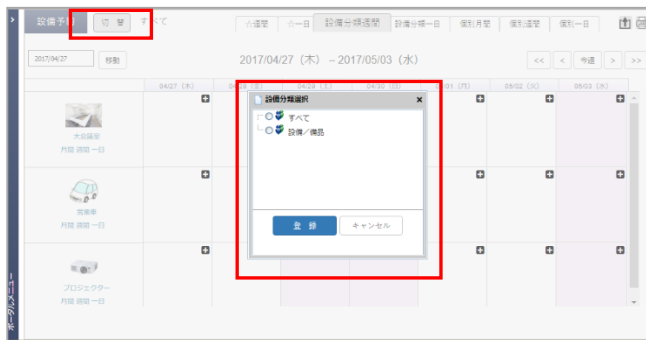 設備予約 切 替 すべて ☆週間 ☆一日 設備分類週間 設備分類一日 個別月間 個別週間 個別一日
2017/04/27 移動 2017/04/27（木）－2017/05/03（水） << < 今週 > >>
04/27（木） 04/28（金） 04/29（土） 04/30（日） 05/01（月） 05/02（火） 05/03（水）
設備分類選択 ×
すべて
設備／備品
登 録 キャンセル
大会議室
月間 週間 一日
営業車
月間 週間 一日
プロジェクター
月間 週間 一日
ポータルメニュー